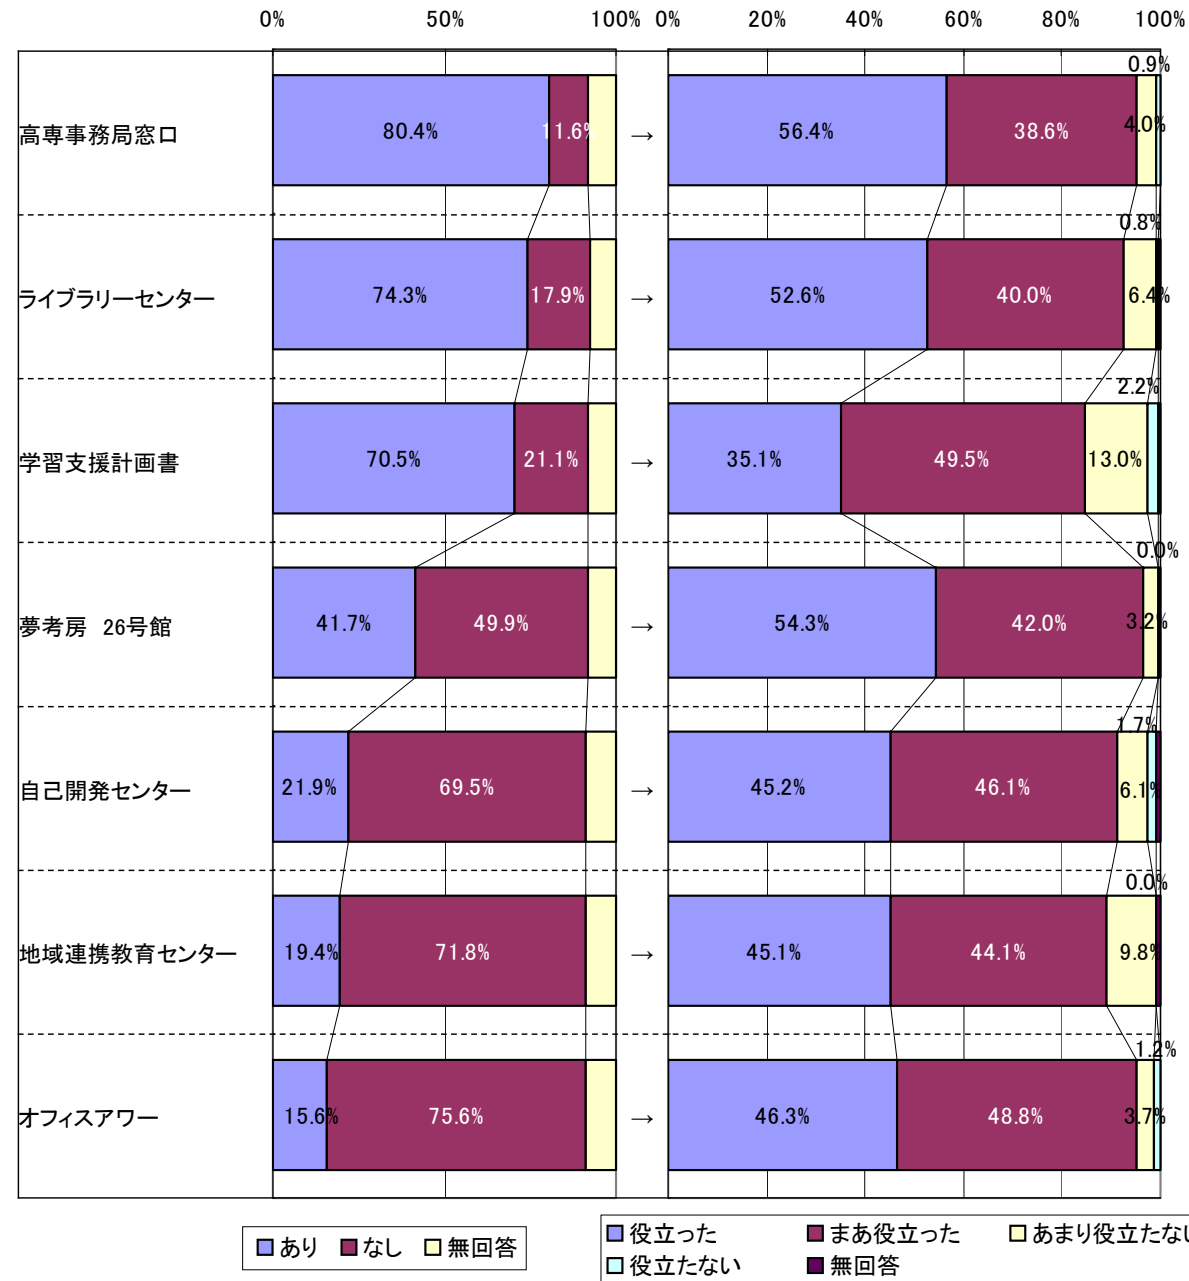 0% 50% 100% 0% 20% 40% 60% 80% 100%
0.9%
高専事務局窓口 80.4% 11.6% → 56.4% 38.6% 4.0%
0.8%
ライブラリーセンター 74.3% 17.9% → 52.6% 40.0% 6.4%
2.2%
学習支援計画書 70.5% 21.1% → 35.1% 49.5% 13.0%
0.0%
夢考房 26号館 41.7% 49.9% → 54.3% 42.0% 3.2%
1.7%
自己開発センター 21.9% 69.5% → 45.2% 46.1% 6.1%
0.0%
地域連携教育センター 19.4% 71.8% → 45.1% 44.1% 9.8%
1.2%
オフィスアワー 15.6% 75.6% → 46.3% 48.8% 3.7%
あり なし 無回答
役立った まあ役立った あまり役立たない
役立たない 無回答